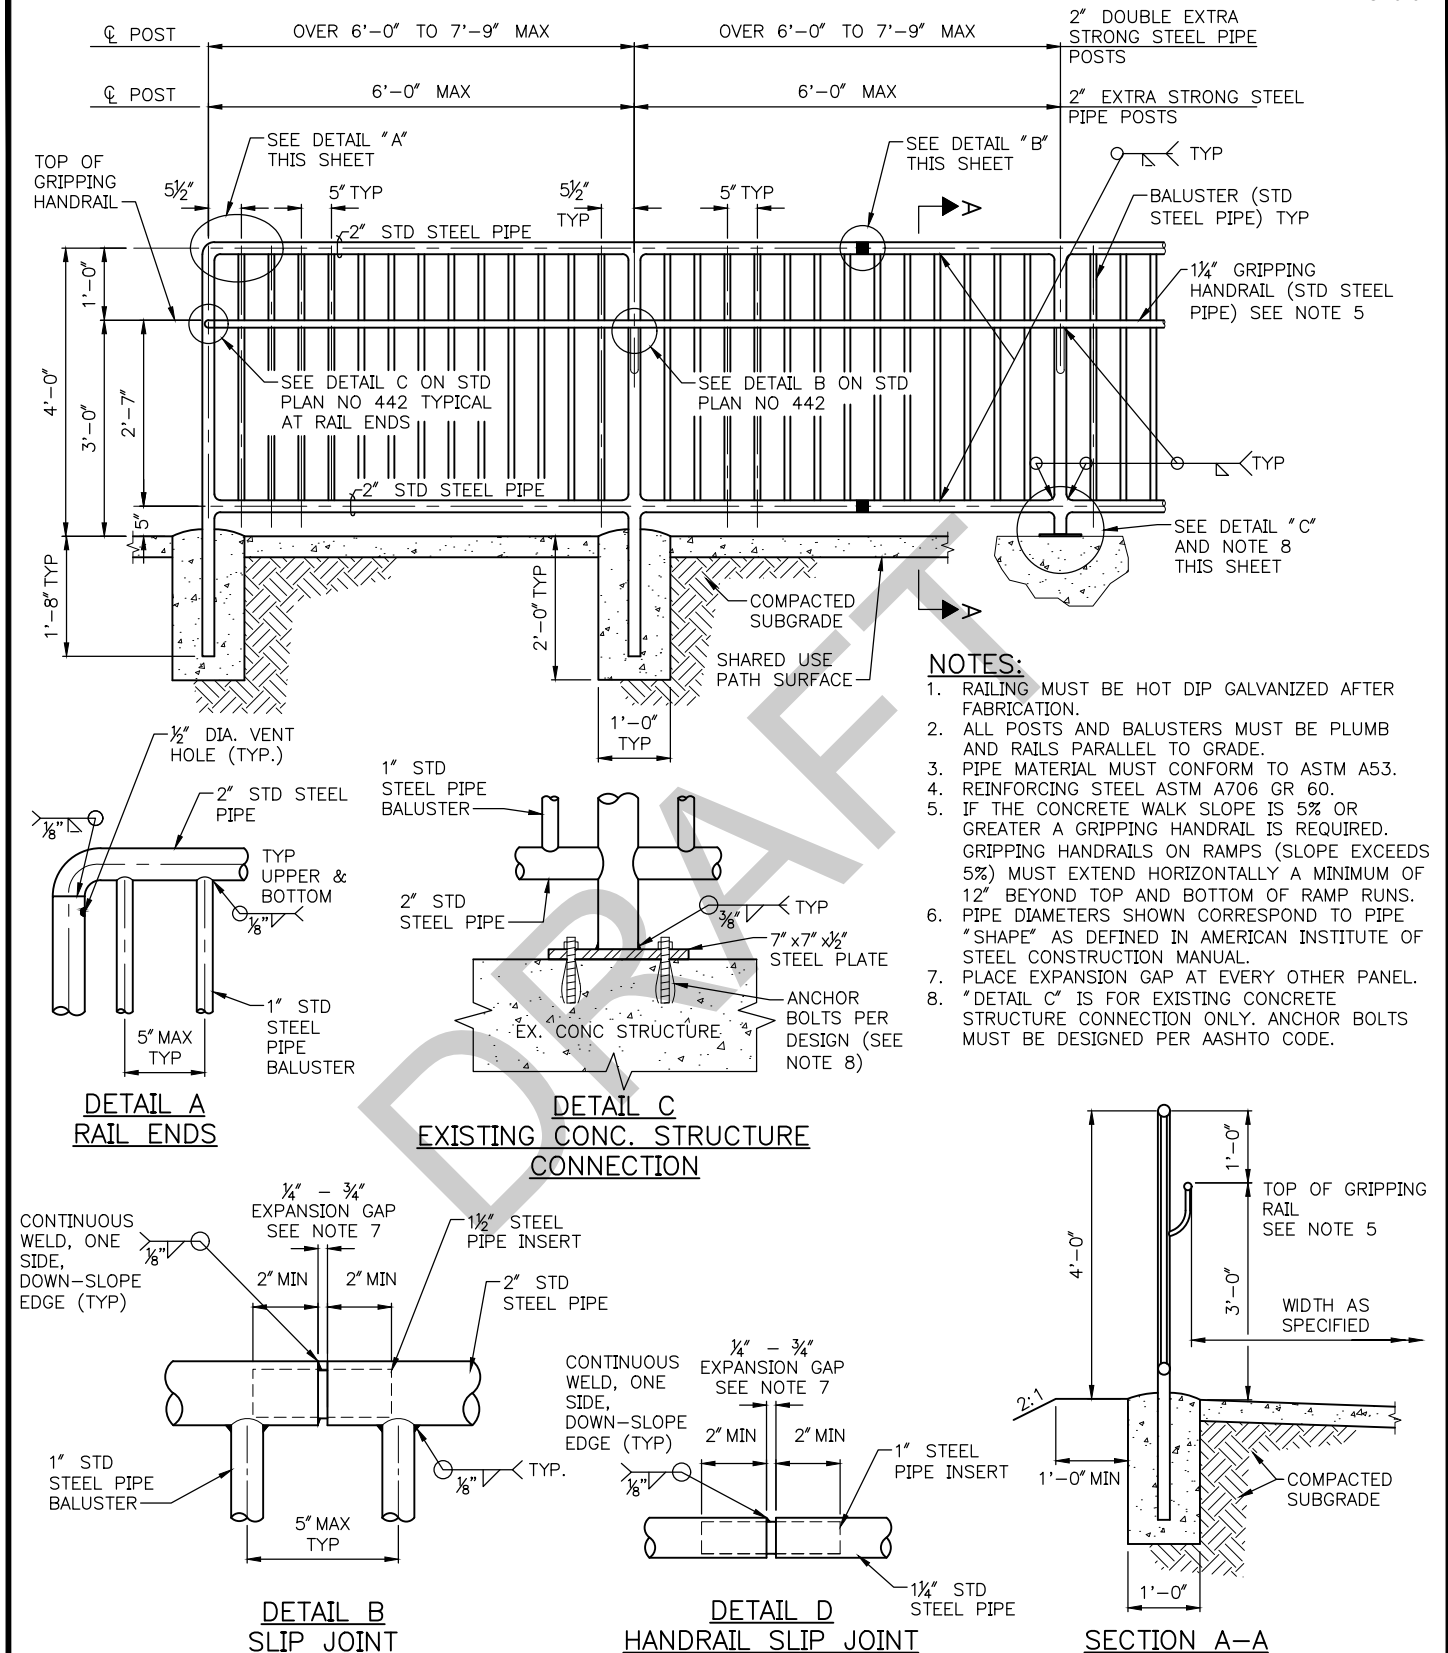 ℄ POST
OVER 6'-0" TO 7'-9" MAX
OVER 6'-0" TO 7'-9" MAX
2" DOUBLE EXTRA
STRONG STEEL PIPE
POSTS
℄ POST
6'-0" MAX
6'-0" MAX
2" EXTRA STRONG STEEL
PIPE POSTS
SEE DETAIL "A"
THIS SHEET
SEE DETAIL "B"
THIS SHEET
TYP
TOP OF
GRIPPING
HANDRAIL
5½"
5" TYP
5½"
TYP
5" TYP
A
BALUSTER (STD
STEEL PIPE) TYP
2" STD STEEL PIPE
1¼" GRIPPING
HANDRAIL (STD STEEL
PIPE) SEE NOTE 5
1'-0"
4'-0"
3'-0"
2'-7"
SEE DETAIL C ON STD
PLAN NO 442 TYPICAL
AT RAIL ENDS
SEE DETAIL B ON STD
PLAN NO 442
TYP
2" STD STEEL PIPE
5"
SEE DETAIL "C"
AND NOTE 8
THIS SHEET
1'-8" TYP
2'-0" TYP
COMPACTED
SUBGRADE
A
SHARED USE
PATH SURFACE
1'-0"
TYP
DRAFT
NOTES:
1. RAILING MUST BE HOT DIP GALVANIZED AFTER
FABRICATION.
2. ALL POSTS AND BALUSTERS MUST BE PLUMB
AND RAILS PARALLEL TO GRADE.
3. PIPE MATERIAL MUST CONFORM TO ASTM A53.
4. REINFORCING STEEL ASTM A706 GR 60.
5. IF THE CONCRETE WALK SLOPE IS 5% OR
GREATER A GRIPPING HANDRAIL IS REQUIRED.
GRIPPING HANDRAILS ON RAMPS (SLOPE EXCEEDS
5%) MUST EXTEND HORIZONTALLY A MINIMUM OF
12" BEYOND TOP AND BOTTOM OF RAMP RUNS.
6. PIPE DIAMETERS SHOWN CORRESPOND TO PIPE
"SHAPE" AS DEFINED IN AMERICAN INSTITUTE OF
STEEL CONSTRUCTION MANUAL.
7. PLACE EXPANSION GAP AT EVERY OTHER PANEL.
8. "DETAIL C" IS FOR EXISTING CONCRETE
STRUCTURE CONNECTION ONLY. ANCHOR BOLTS
MUST BE DESIGNED PER AASHTO CODE.
½" DIA. VENT
HOLE (TYP.)
2" STD STEEL
PIPE
⅛"
TYP
UPPER &
BOTTOM
⅛"
1" STD
STEEL
PIPE
BALUSTER
5" MAX
TYP
DETAIL A
RAIL ENDS
1" STD
STEEL PIPE
BALUSTER
2" STD
STEEL PIPE
⅜"
TYP
7" x7" x½"
STEEL PLATE
ANCHOR
BOLTS PER
DESIGN (SEE
NOTE 8)
EX. CONC STRUCTURE
DETAIL C
EXISTING CONC. STRUCTURE
CONNECTION
CONTINUOUS
WELD, ONE
SIDE,
DOWN-SLOPE
EDGE (TYP)
⅛"
¼" - ¾"
EXPANSION GAP
SEE NOTE 7
1½" STEEL
PIPE INSERT
2" MIN
2" MIN
2" STD
STEEL PIPE
1" STD
STEEL PIPE
BALUSTER
⅛"
TYP.
5" MAX
TYP
DETAIL B
SLIP JOINT
CONTINUOUS
WELD, ONE
SIDE,
DOWN-SLOPE
EDGE (TYP)
⅛"
¼" - ¾"
EXPANSION GAP
SEE NOTE 7
2" MIN
2" MIN
1" STEEL
PIPE INSERT
1¼" STD
STEEL PIPE
DETAIL D
HANDRAIL SLIP JOINT
1'-0"
TOP OF GRIPPING
RAIL
SEE NOTE 5
4'-0"
3'-0"
WIDTH AS
SPECIFIED
2:1
1'-0" MIN
COMPACTED
SUBGRADE
1'-0"
SECTION A-A